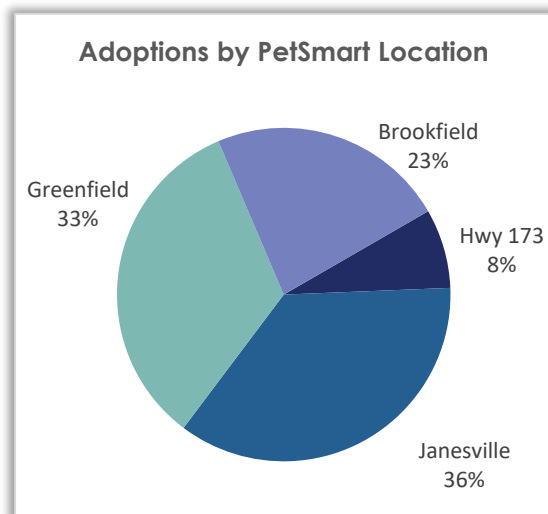 Adoptions by PetSmart Location
Brookfield
23%
Greenfield
33%
Hwy 173
8%
Janesville
36%